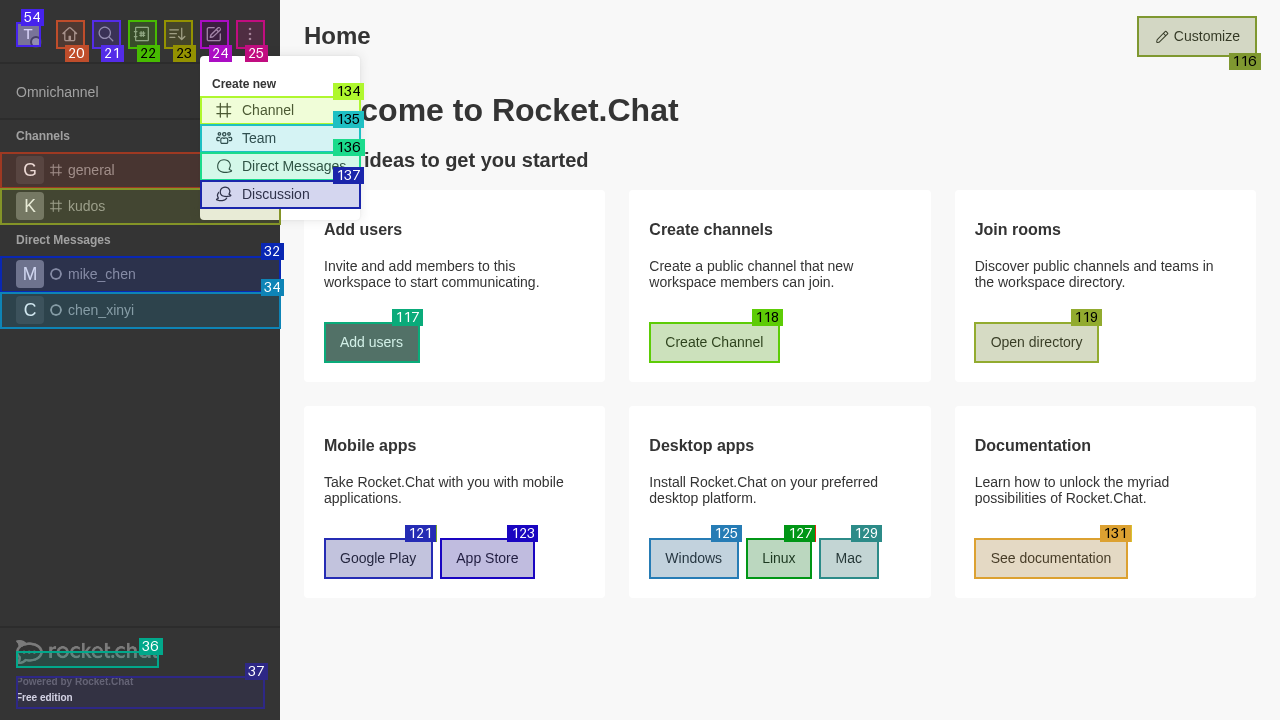 54
T
20
21
22
23
24
25
Home
Customize
116
Omnichannel
Create new
134
Channel
135
Team
136
Direct Messages
137
Discussion
Channels
G general
K kudos
Direct Messages
32
M mike_chen
34
C chen_xinyi
come to Rocket.Chat
ideas to get you started
Add users
Invite and add members to this
workspace to start communicating.
117
Add users
Create channels
Create a public channel that new
workspace members can join.
118
Create Channel
Join rooms
Discover public channels and teams in
the workspace directory.
119
Open directory
Mobile apps
Take Rocket.Chat with you with mobile
applications.
121
Google Play
123
App Store
Desktop apps
Install Rocket.Chat on your preferred
desktop platform.
125
Windows
127
Linux
129
Mac
Documentation
Learn how to unlock the myriad
possibilities of Rocket.Chat.
131
See documentation
36
rocket.chat
37
Powered by Rocket.Chat
Free edition